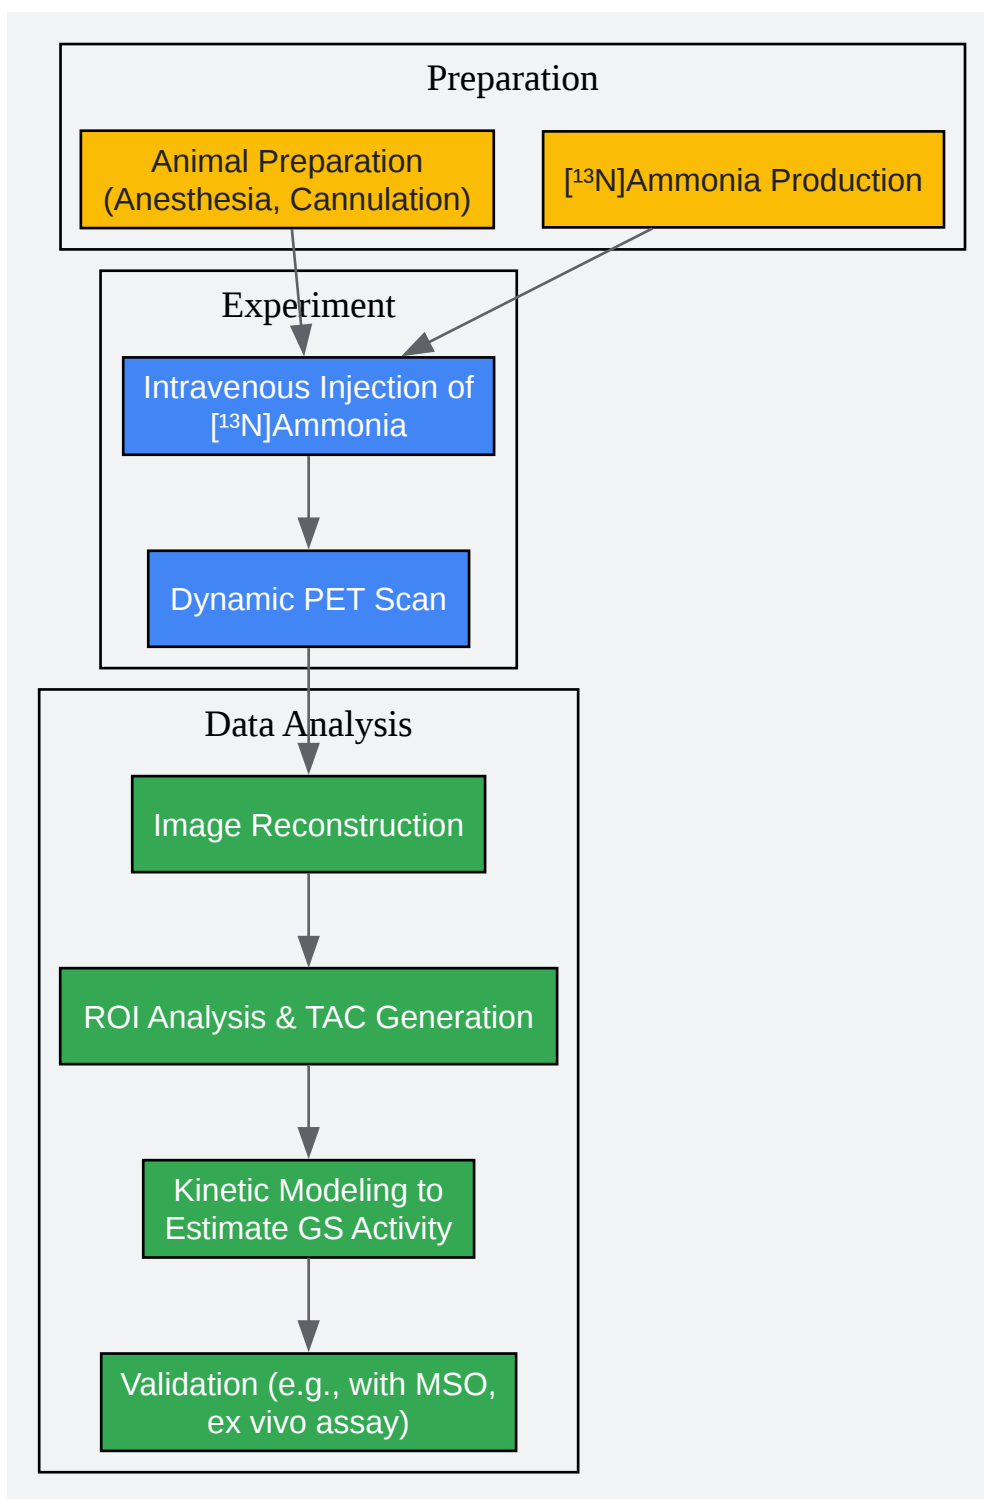 Preparation
Animal Preparation
(Anesthesia, Cannulation)
[¹³N]Ammonia Production
Experiment
Intravenous Injection of
[¹³N]Ammonia
Dynamic PET Scan
Data Analysis
Image Reconstruction
ROI Analysis & TAC Generation
Kinetic Modeling to
Estimate GS Activity
Validation (e.g., with MSO,
ex vivo assay)